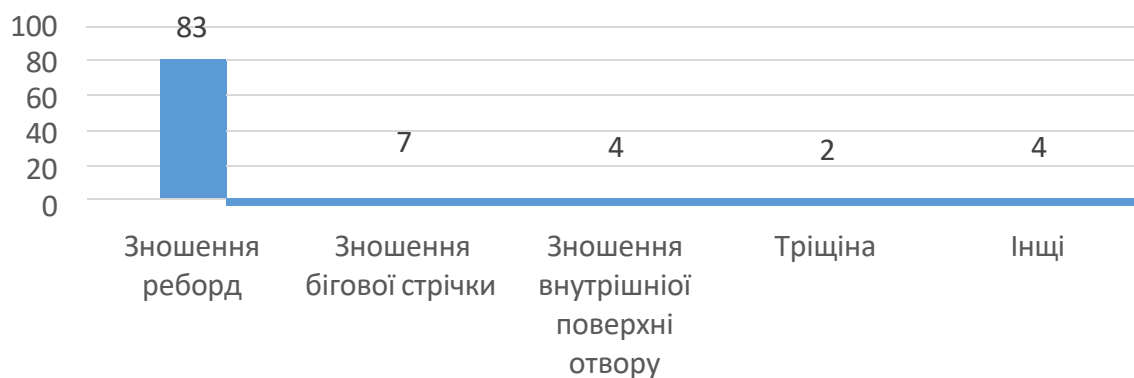 100
83
80
60
40
7
4
2
4
20
0
Зношення
реборд
Зношення
бігової стрічки
Зношення
внутрішніої
поверхні
отвору
Тріщіна
Інщі